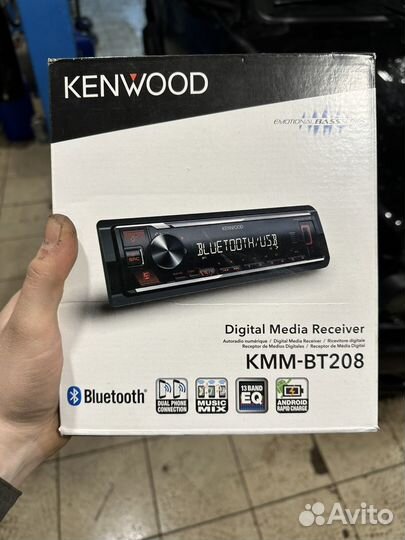 KENWOOD
EMOTIONAL BASS
KENWOOD
SRC
BLUETOOTH/USB
Digital Media Receiver
Autoradio numérique / Digital Media Receiver / Ricevitore digitale
Receptor de Medios Digitales / Receptor de Média Digital
KMM-BT208
Bluetooth®
DUAL PHONE
CONNECTION
MUSIC
MIX
13 BAND
EQ
ANDROID
RAPID CHARGE
Avito